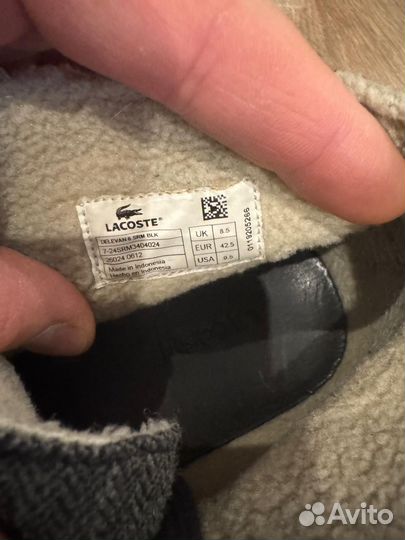 LACOSTE
DELEVAN 6 SRM BLK
7-24SRM3404024
25024 0612
Made in Indonesia
Hecho en Indonesia
UK 8.5
EUR 42.5
USA 9.5
0119205266
Avito